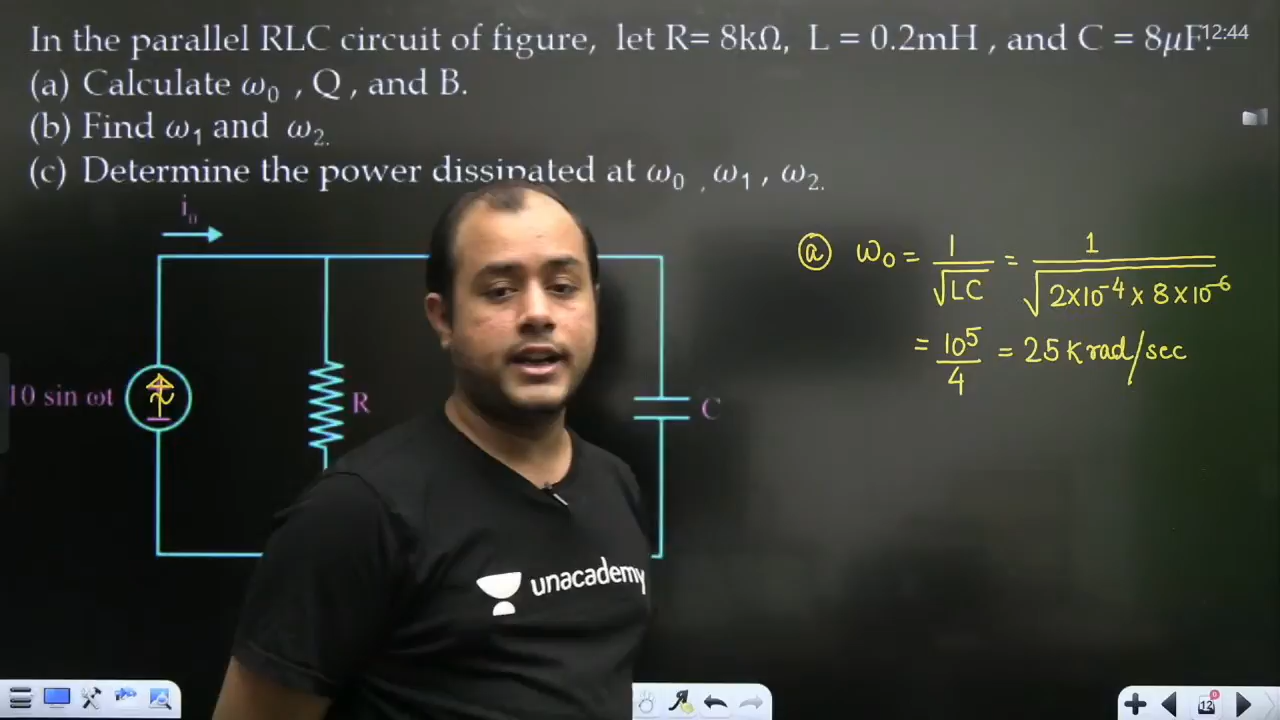 In the parallel RLC circuit of figure, let R= 8kΩ, L = 0.2mH , and C = 8µF.
12:44
(a) Calculate ω₀ , Q , and B.
(b) Find ω₁ and ω₂.
(c) Determine the power dissipated at ω₀ , ω₁ , ω₂.
i₀
ⓐ ω₀ = 1/√LC = 1/√2×10⁻⁴ × 8×10⁻⁶
= 10⁵/4 = 25 K rad/sec
10 sin ωt
R
C
unacademy
12